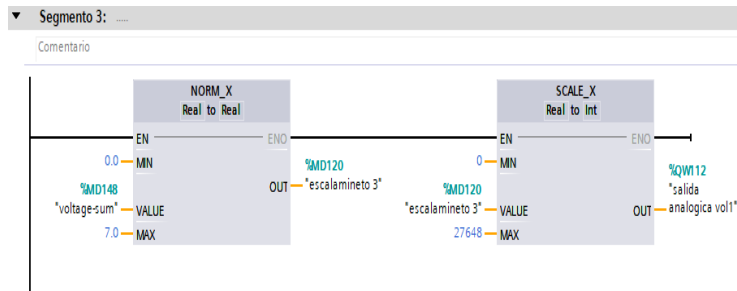 Segmento 3: .....
Comentario
NORM_X
Real to Real
EN
ENO
0.0
MIN
%MD148
"voltage-sum"
VALUE
7.0
MAX
OUT
%MD120
"escalamineto 3"
SCALE_X
Real to Int
EN
ENO
0
MIN
%MD120
"escalamineto 3"
VALUE
27648
MAX
OUT
%QW112
"salida
analogica vol1"